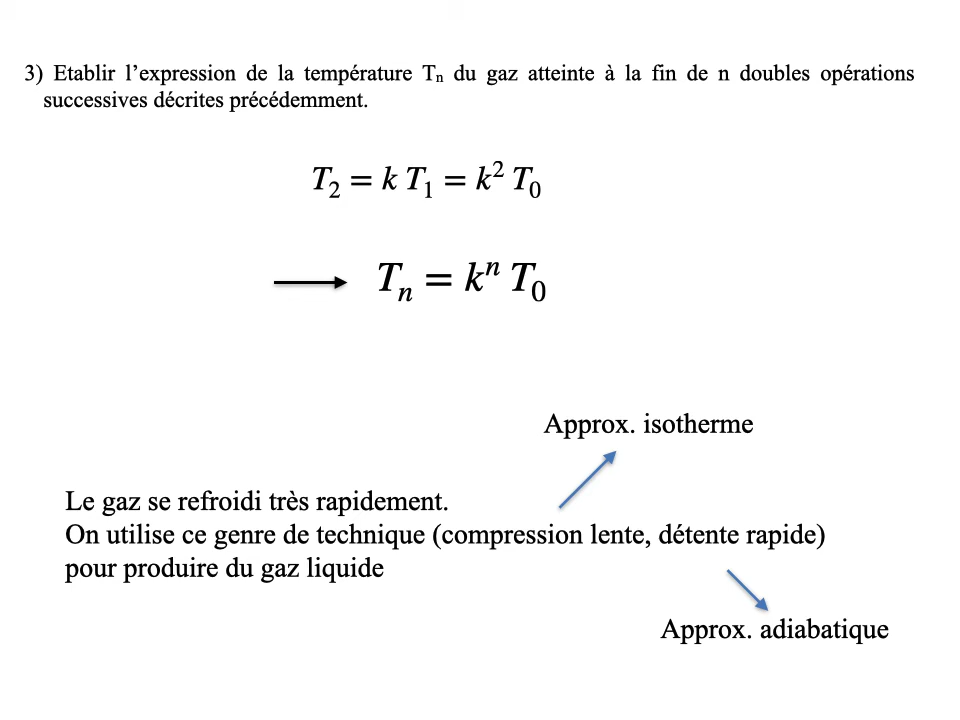 3) Etablir l’expression de la température Tₙ du gaz atteinte à la fin de n doubles opérations
successives décrites précédemment.
T₂ = k T₁ = k² T₀
Tₙ = kⁿ T₀
Approx. isotherme
Le gaz se refroidi très rapidement.
On utilise ce genre de technique (compression lente, détente rapide)
pour produire du gaz liquide
Approx. adiabatique